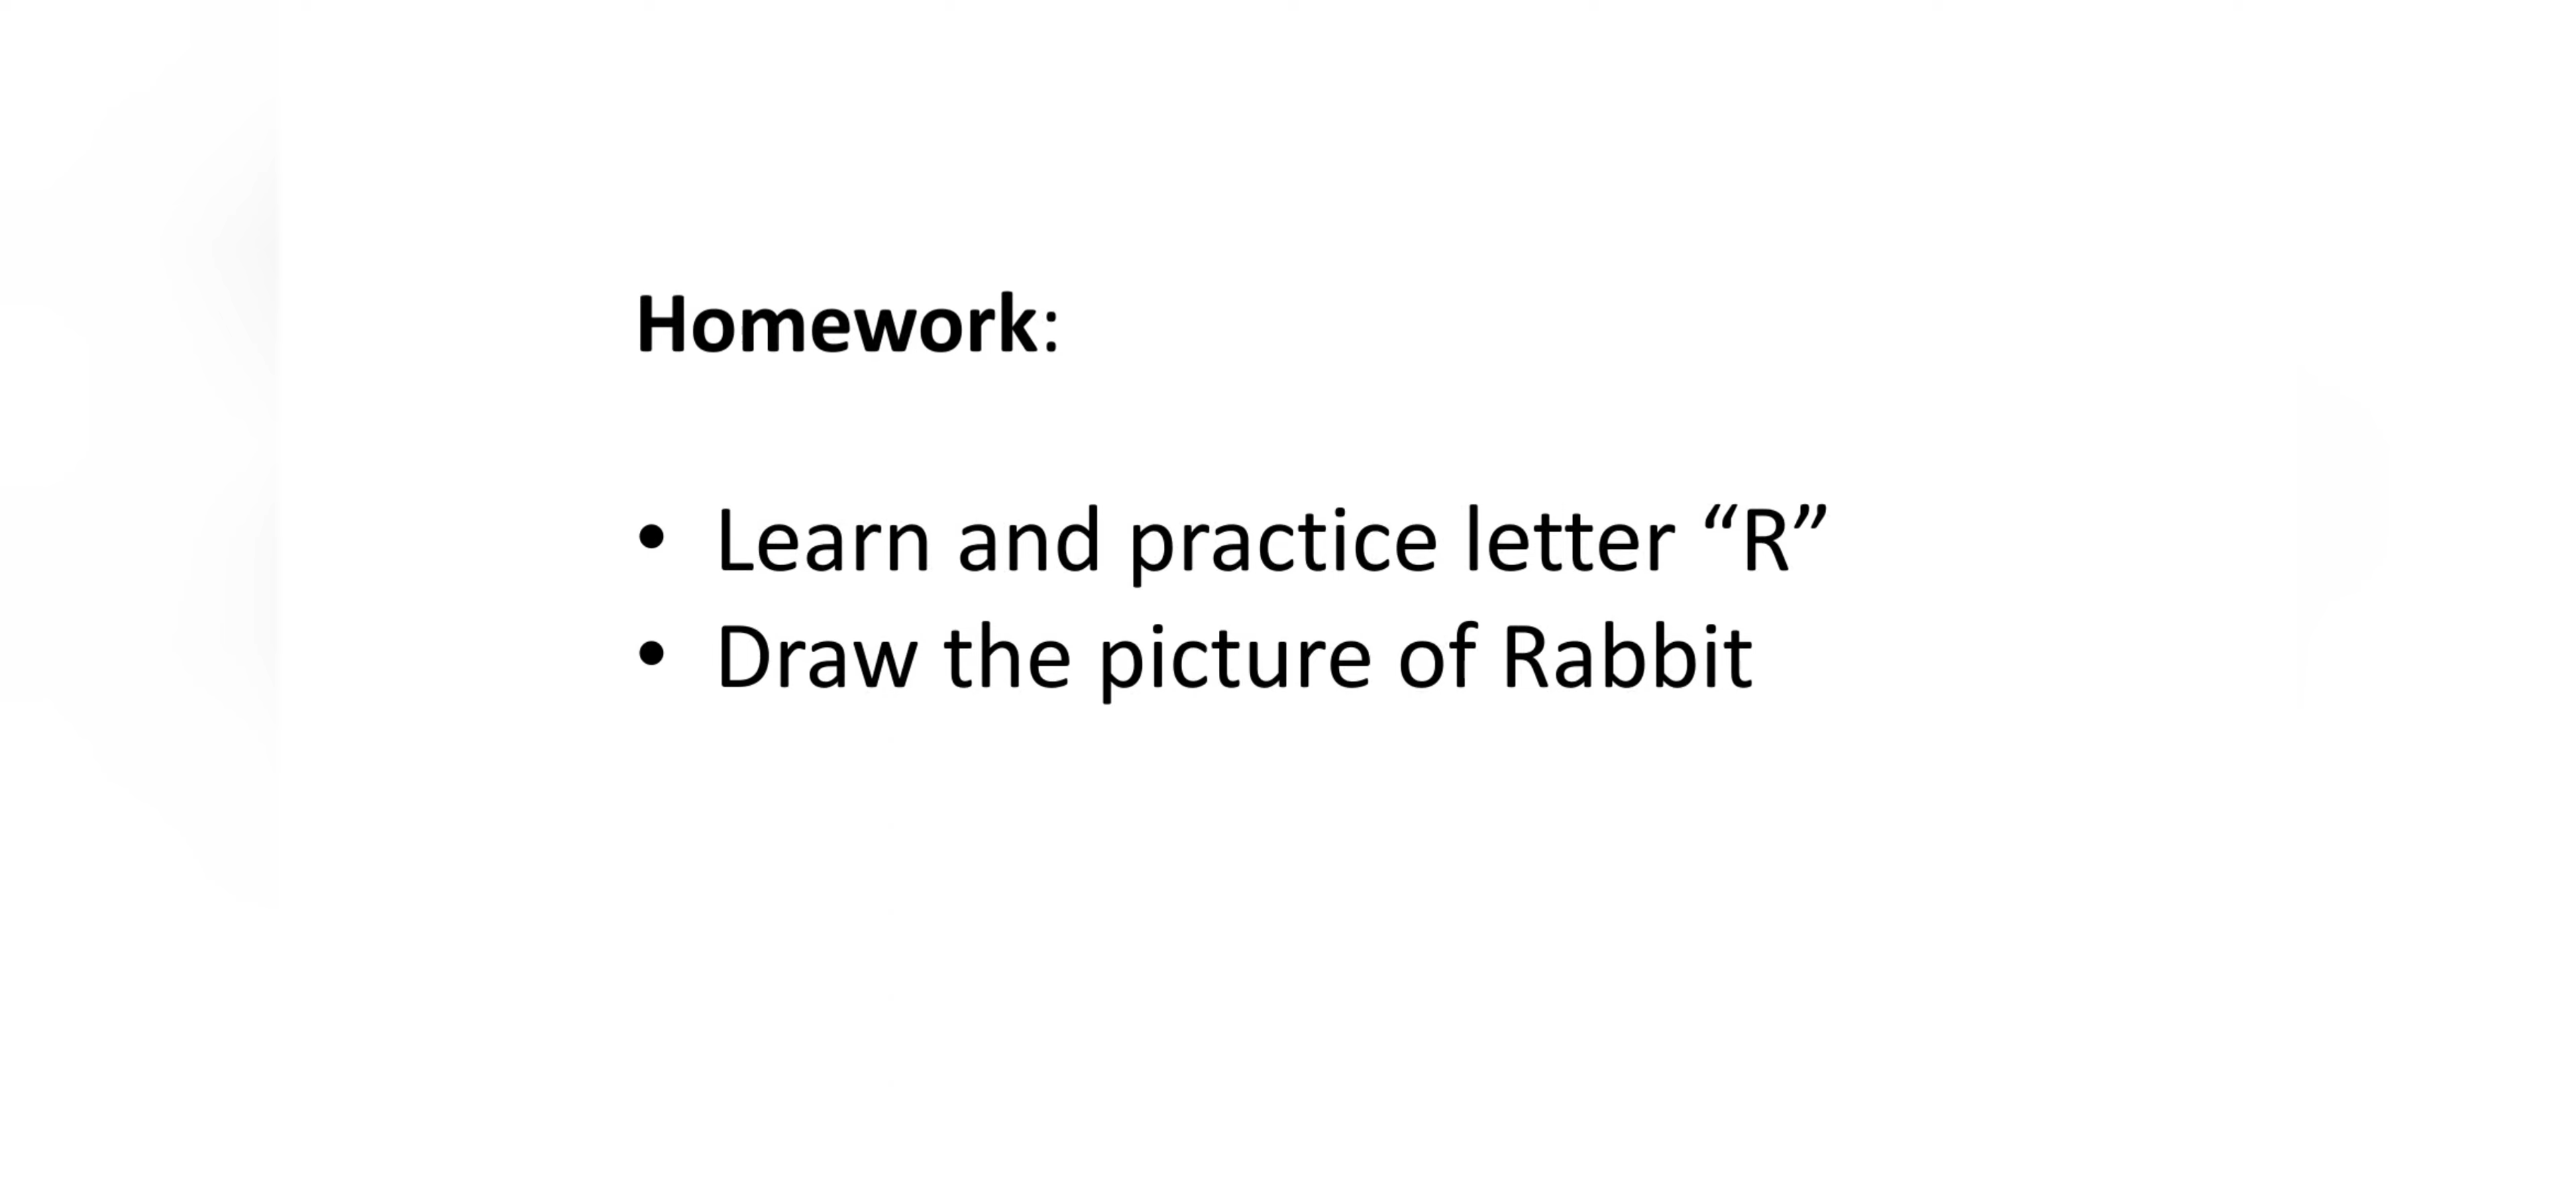 Homework:
• Learn and practice letter “R”
• Draw the picture of Rabbit